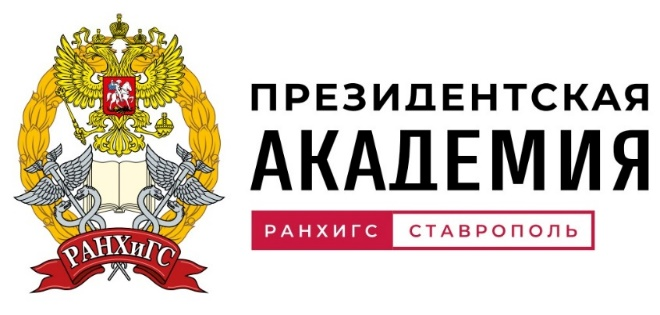 РАНХиГС
ПРЕЗИДЕНТСКАЯ
АКАДЕМИЯ
РАНХИГС СТАВРОПОЛЬ